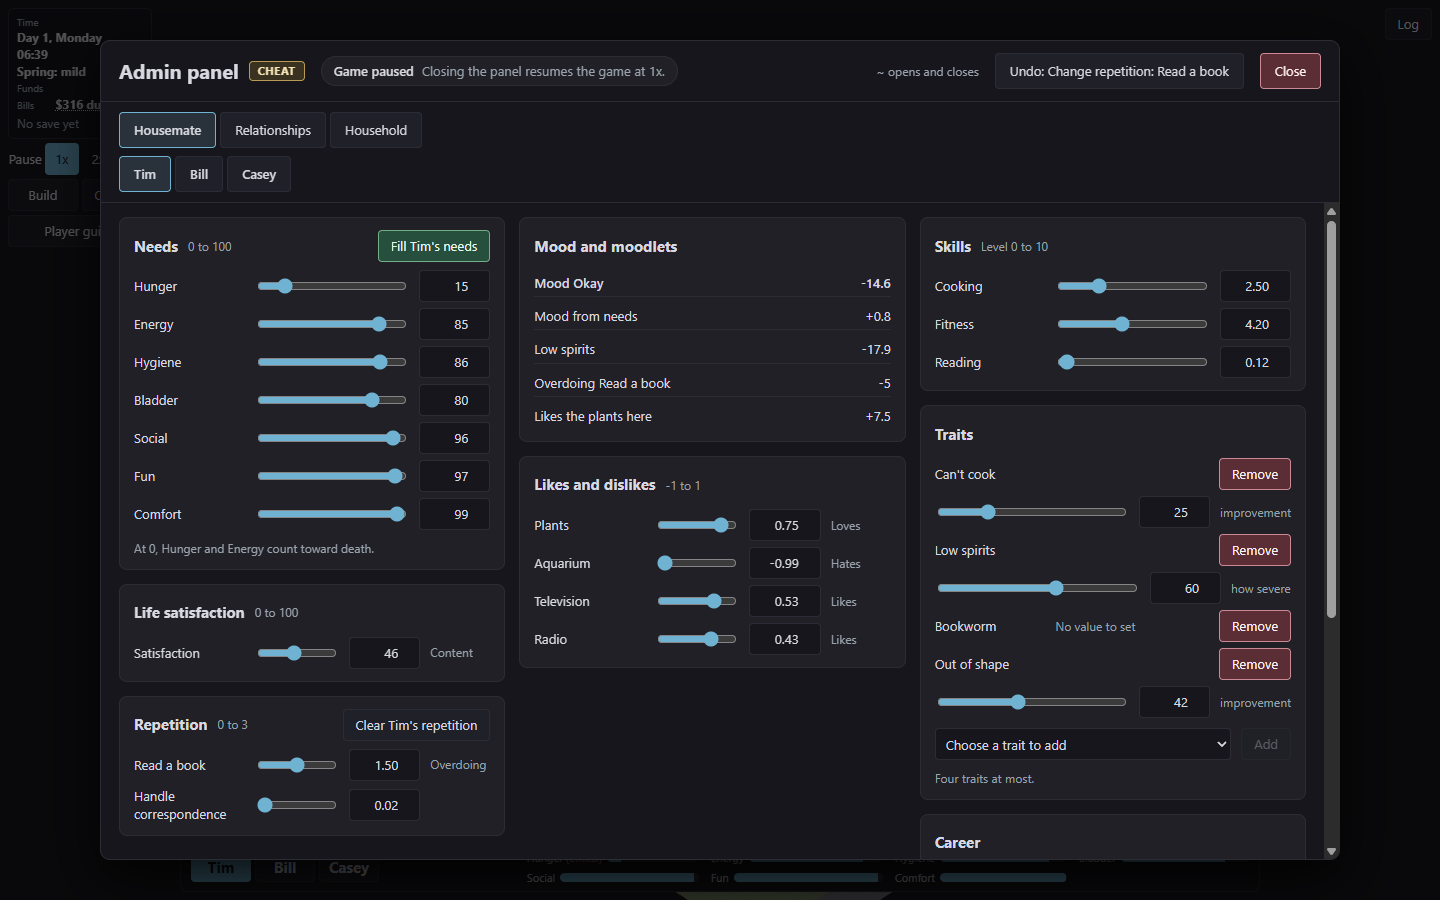 Time
Day 1, Monday
06:39
Spring: mild
Funds
Bills $316 du
No save yet
Pause 1x 2
Build
Player gui
Log
Admin panel CHEAT Game paused Closing the panel resumes the game at 1x. ~ opens and closes Undo: Change repetition: Read a book Close
Housemate Relationships Household
Tim Bill Casey
Needs 0 to 100 Fill Tim's needs
Hunger 15
Energy 85
Hygiene 86
Bladder 80
Social 96
Fun 97
Comfort 99
At 0, Hunger and Energy count toward death.
Life satisfaction 0 to 100
Satisfaction 46 Content
Repetition 0 to 3 Clear Tim's repetition
Read a book 1.50 Overdoing
Handle
correspondence 0.02
Mood and moodlets
Mood Okay -14.6
Mood from needs +0.8
Low spirits -17.9
Overdoing Read a book -5
Likes the plants here +7.5
Likes and dislikes -1 to 1
Plants 0.75 Loves
Aquarium -0.99 Hates
Television 0.53 Likes
Radio 0.43 Likes
Skills Level 0 to 10
Cooking 2.50
Fitness 4.20
Reading 0.12
Traits
Can't cook Remove
25 improvement
Low spirits Remove
60 how severe
Bookworm No value to set Remove
Out of shape Remove
42 improvement
Choose a trait to add Add
Four traits at most.
Career
Tim Bill Casey
Social Fun Comfort